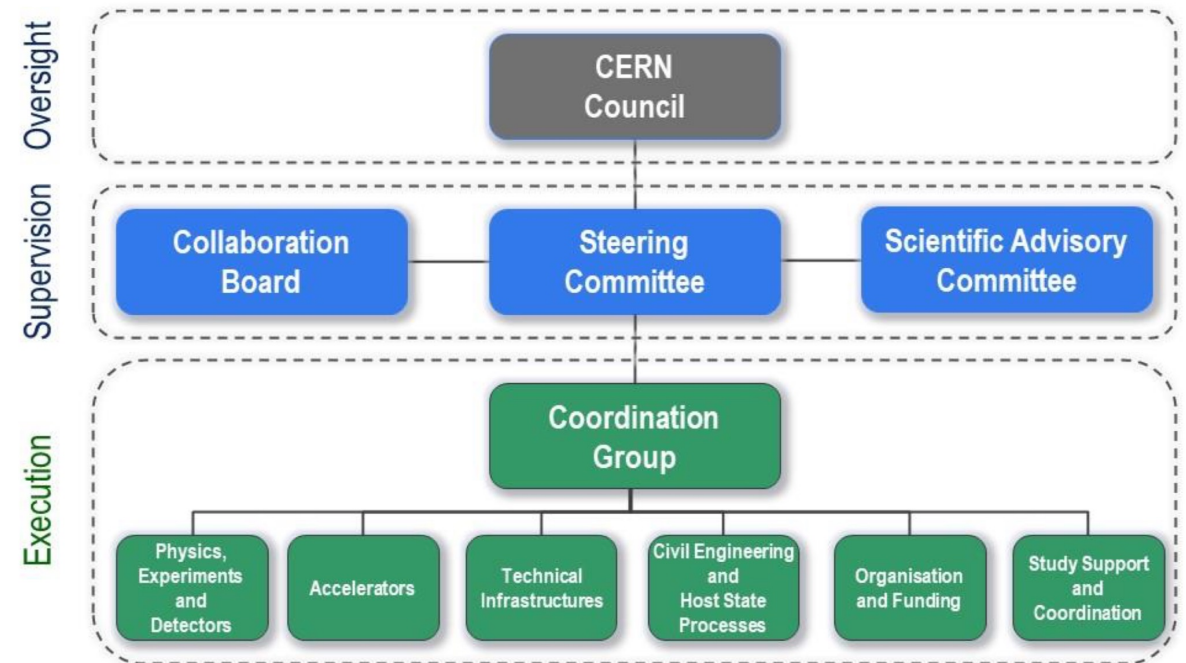 Oversight
CERN
Council
Supervision
Collaboration
Board
Steering
Committee
Scientific Advisory
Committee
Execution
Coordination
Group
Physics,
Experiments
and
Detectors
Accelerators
Technical
Infrastructures
Civil Engineering
and
Host State
Processes
Organisation
and Funding
Study Support
and
Coordination